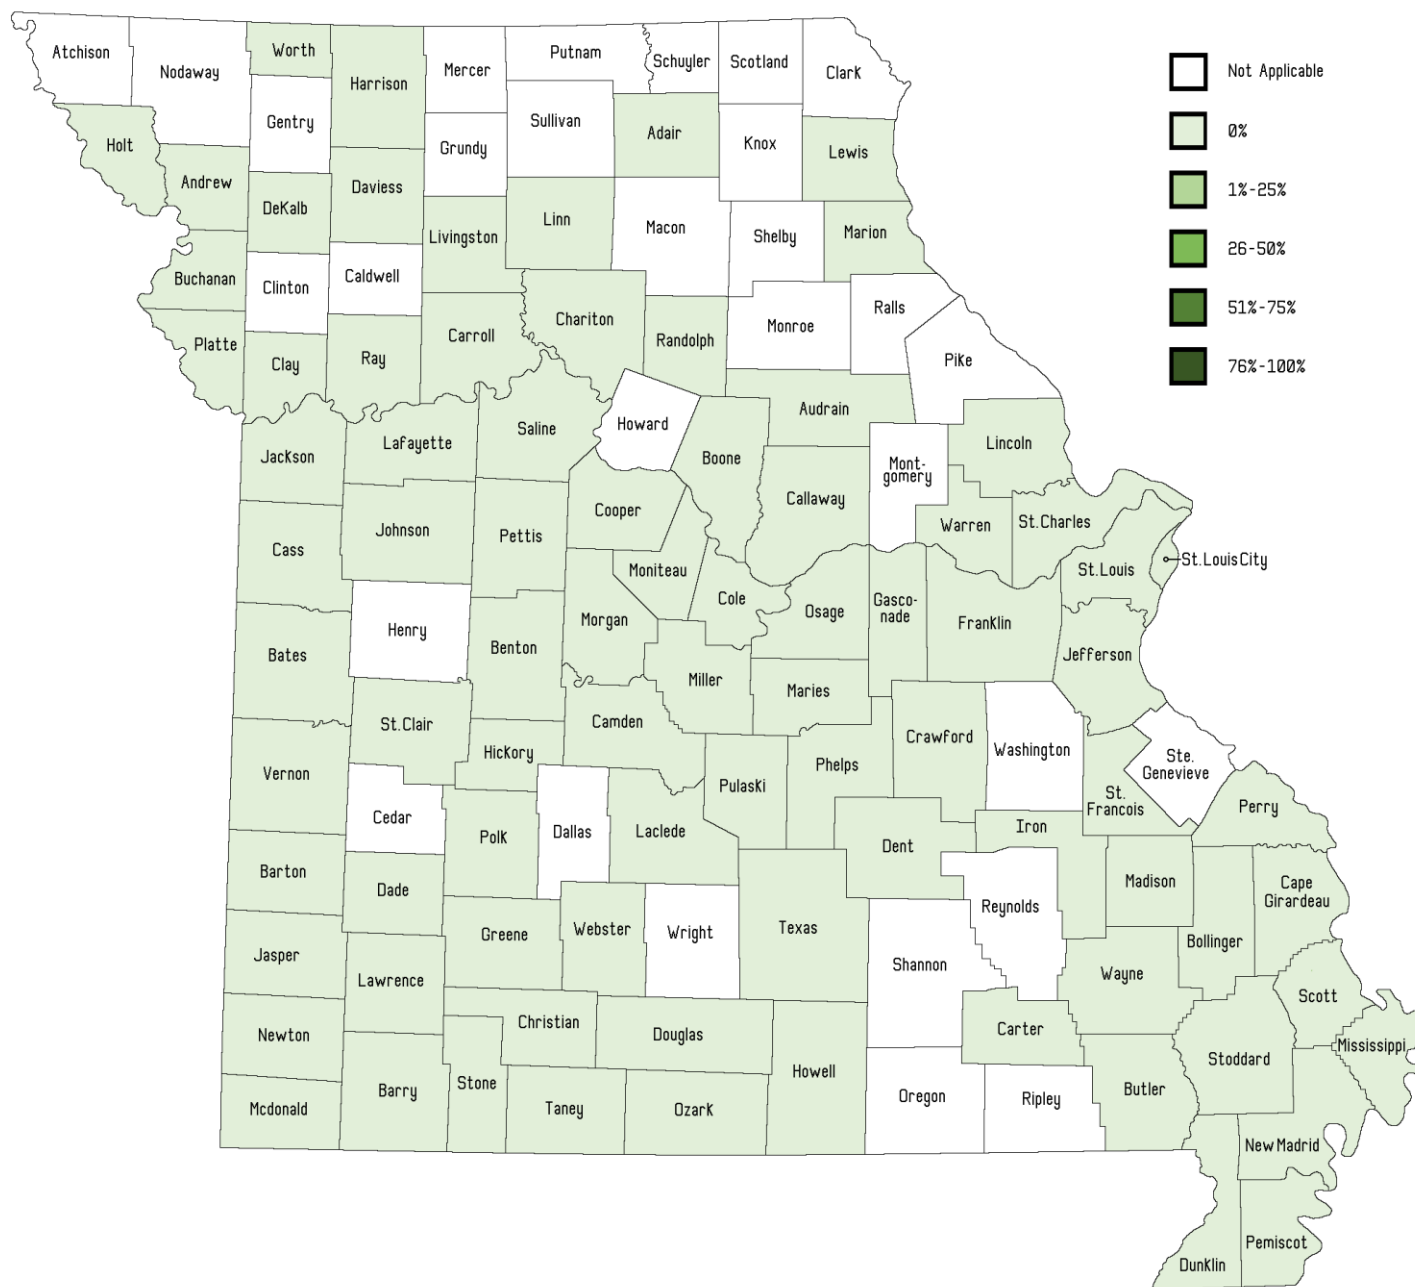 Atchison
Nodaway
Worth
Harrison
Mercer
Putnam
Schuyler
Scotland
Clark
Not Applicable
Holt
Gentry
Grundy
Sullivan
Adair
Knox
Lewis
0%
Andrew
DeKalb
Daviess
Livingston
Linn
Macon
Shelby
Marion
1%-25%
Buchanan
Clinton
Caldwell
Chariton
Randolph
Monroe
Ralls
26-50%
Platte
Clay
Ray
Carroll
Pike
51%-75%
76%-100%
Jackson
Lafayette
Saline
Howard
Boone
Audrain
Mont-
gomery
Lincoln
Cass
Johnson
Pettis
Cooper
Moniteau
Callaway
Warren
St.Charles
St.Louis
St.Louis City
Bates
Henry
Benton
Morgan
Cole
Osage
Gasco-
nade
Franklin
Jefferson
Miller
Maries
St.Clair
Hickory
Camden
Crawford
Washington
Ste.
Genevieve
Vernon
Cedar
Polk
Dallas
Laclede
Pulaski
Phelps
Dent
Iron
St.
Francois
Perry
Barton
Dade
Greene
Webster
Wright
Texas
Reynolds
Madison
Cape
Girardeau
Jasper
Lawrence
Shannon
Wayne
Bollinger
Scott
Newton
Christian
Douglas
Howell
Carter
Stoddard
Mississippi
Mcdonald
Barry
Stone
Taney
Ozark
Oregon
Ripley
Butler
New Madrid
Dunklin
Pemiscot